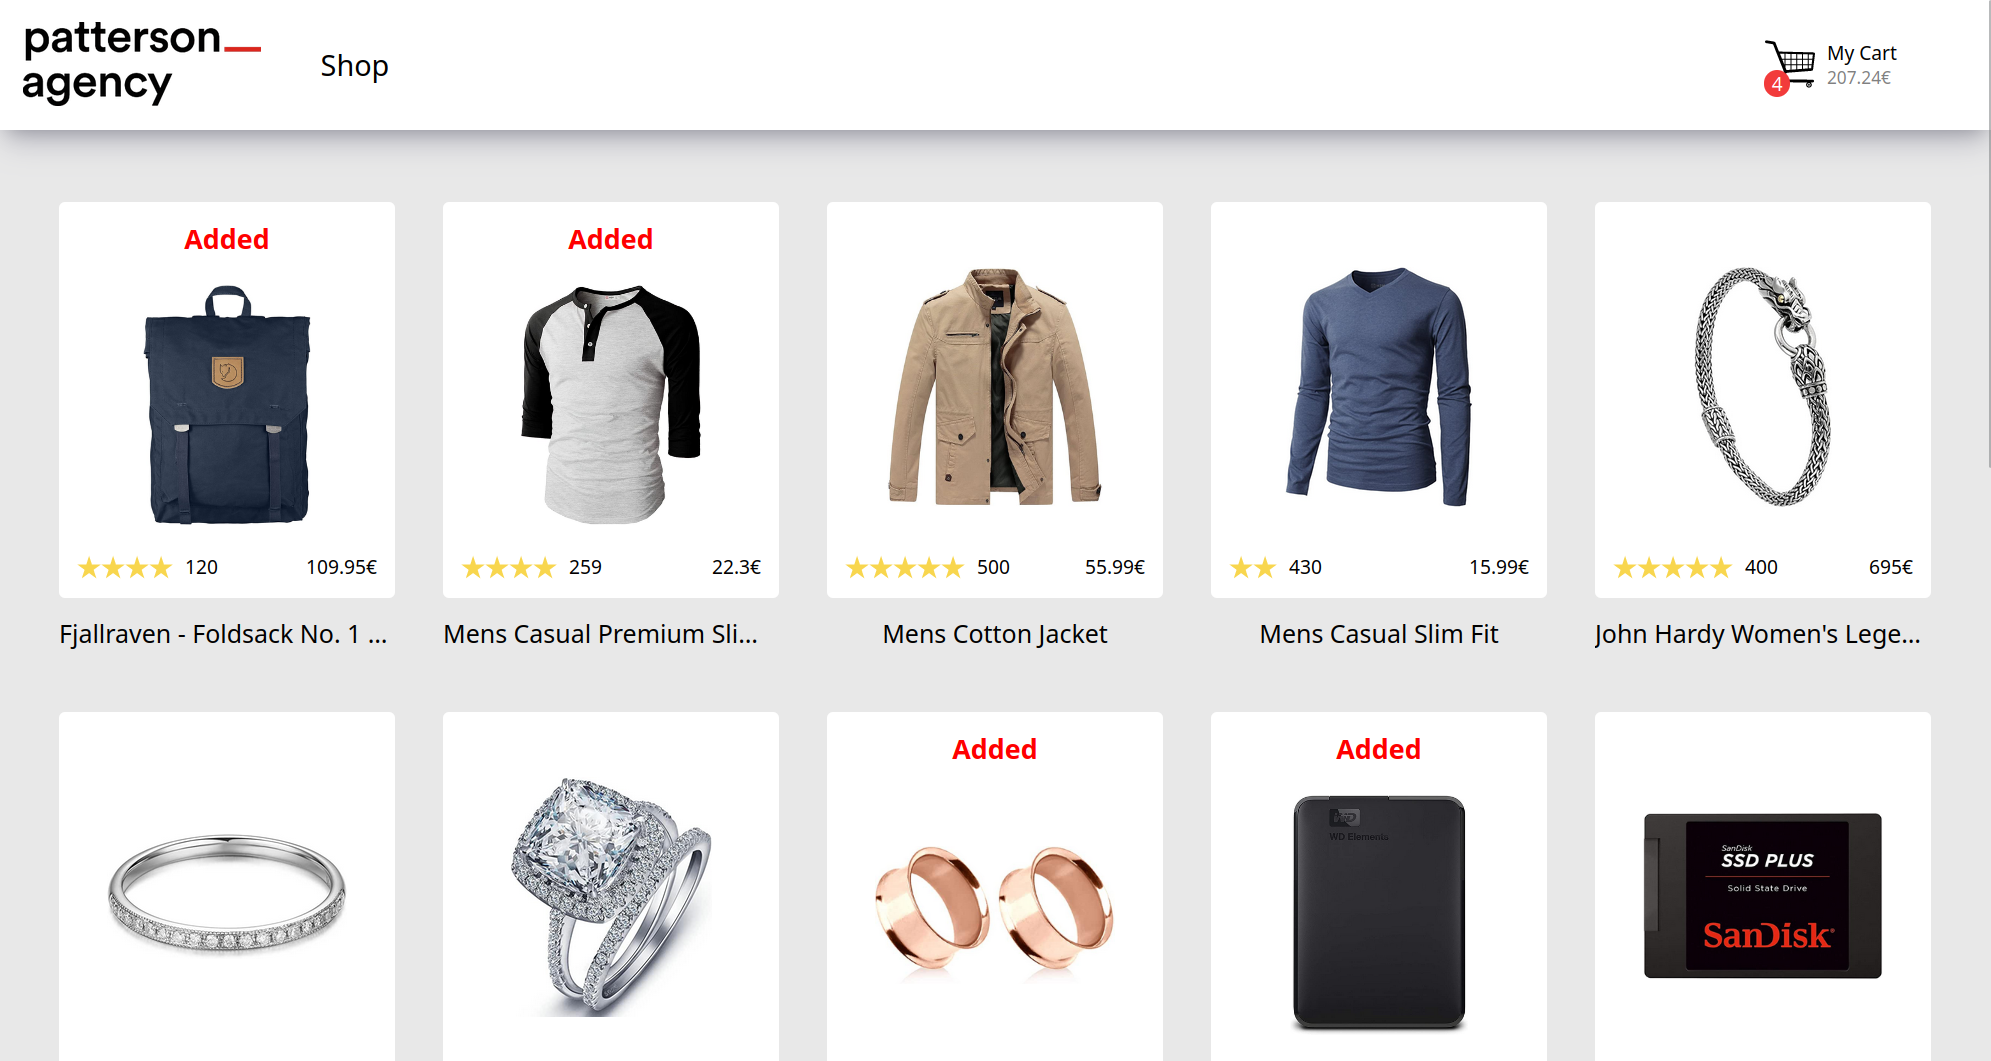 patterson
agency
Shop
My Cart
207.24€
4
Added
Added
120
109.95€
259
22.3€
500
55.99€
430
15.99€
400
695€
Fjallraven - Foldsack No. 1 ...
Mens Casual Premium Sli...
Mens Cotton Jacket
Mens Casual Slim Fit
John Hardy Women's Lege...
Added
Added
WD
WD Elements
SanDisk
SSD PLUS
Solid State Drive
SanDisk